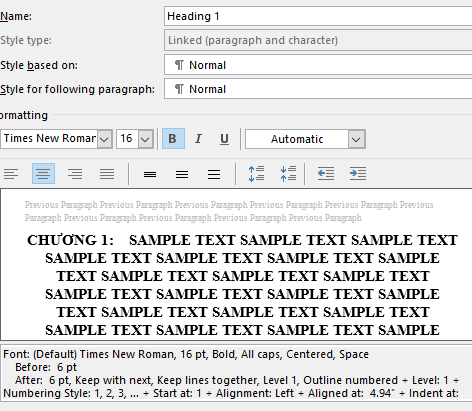 Name: Heading 1
Style type: Linked (paragraph and character)
Style based on: ¶ Normal
Style for following paragraph: ¶ Normal
ormatting
Times New Roman 16 B I U Automatic
Previous Paragraph Previous Paragraph Previous Paragraph Previous Paragraph Previous
Paragraph Previous Paragraph Previous Paragraph Previous Paragraph Previous Paragraph
CHƯƠNG 1: SAMPLE TEXT SAMPLE TEXT SAMPLE TEXT
SAMPLE TEXT SAMPLE TEXT SAMPLE TEXT SAMPLE
TEXT SAMPLE TEXT SAMPLE TEXT SAMPLE TEXT
SAMPLE TEXT SAMPLE TEXT SAMPLE TEXT SAMPLE
TEXT SAMPLE TEXT SAMPLE TEXT SAMPLE TEXT
SAMPLE TEXT SAMPLE TEXT SAMPLE TEXT SAMPLE
Font: (Default) Times New Roman, 16 pt, Bold, All caps, Centered, Space
Before: 6 pt
After: 6 pt, Keep with next, Keep lines together, Level 1, Outline numbered + Level: 1 +
Numbering Style: 1, 2, 3, ... + Start at: 1 + Alignment: Left + Aligned at: 4.94" + Indent at: